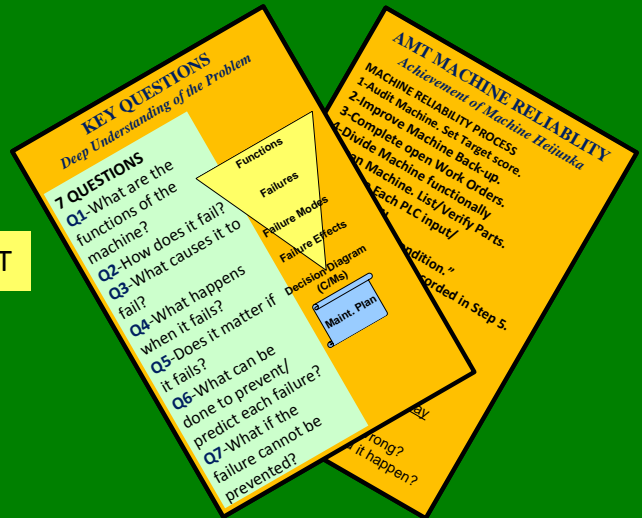 KEY QUESTIONS
Deep Understanding of the Problem
7 QUESTIONS
Q1-What are the
functions of the
machine?
Q2-How does it fail?
Q3-What causes it to
fail?
Q4-What happens
when it fails?
Q5-Does it matter if
it fails?
Q6-What can be
done to prevent/
predict each failure?
Q7-What if the
failure cannot be
prevented?
Functions
Failures
Failure Modes
Failure Effects
Decision Diagram
(C/Ms)
Maint. Plan
AMT MACHINE RELIABLITY
Achievement of Machine Heijunka
MACHINE RELIABILITY PROCESS
1-Audit Machine. Set Target score.
2-Improve Machine Back-up.
3-Complete open Work Orders.
-Divide Machine functionally
an Machine. List/Verify Parts.
Each PLC input/
ondition.”
corded in Step 5.
ay
rong?
it happen?
T